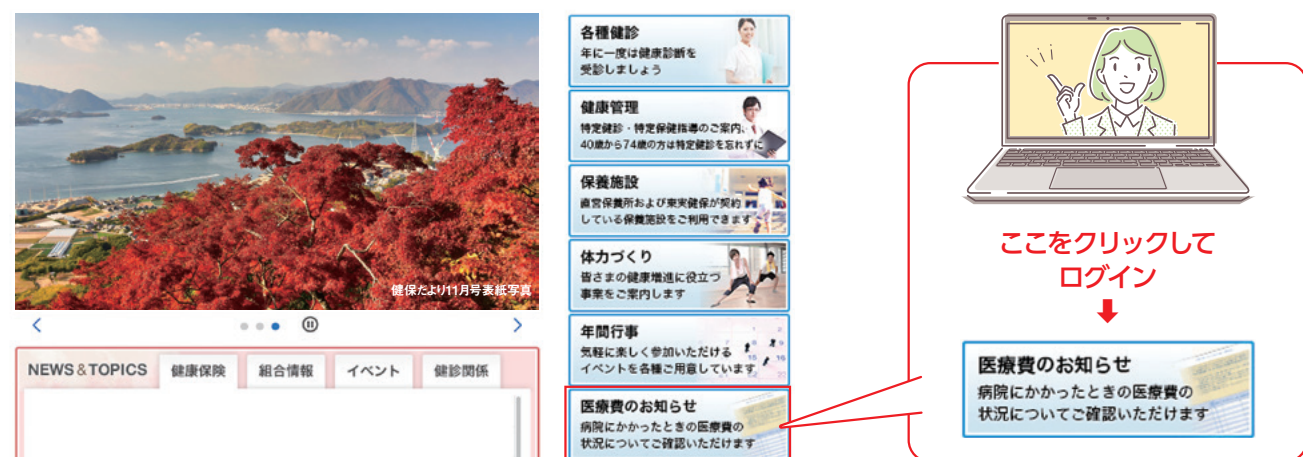 健保だより11月号表紙写真
NEWS&TOPICS
健康保険
組合情報
イベント
健診関係
各種健診
年に一度は健康診断を
受診しましょう
健康管理
特定健診・特定保健指導のご案内、
40歳から74歳の方は特定健診を忘れずに
保養施設
直営保養所および東実健保が契約
している保養施設をご利用できます
体力づくり
皆さまの健康増進に役立つ
事業をご案内します
年間行事
気軽に楽しく参加いただける
イベントを各種ご用意しています
医療費のお知らせ
病院にかかったときの医療費の
状況についてご確認いただけます
ここをクリックして
ログイン
医療費のお知らせ
病院にかかったときの医療費の
状況についてご確認いただけます